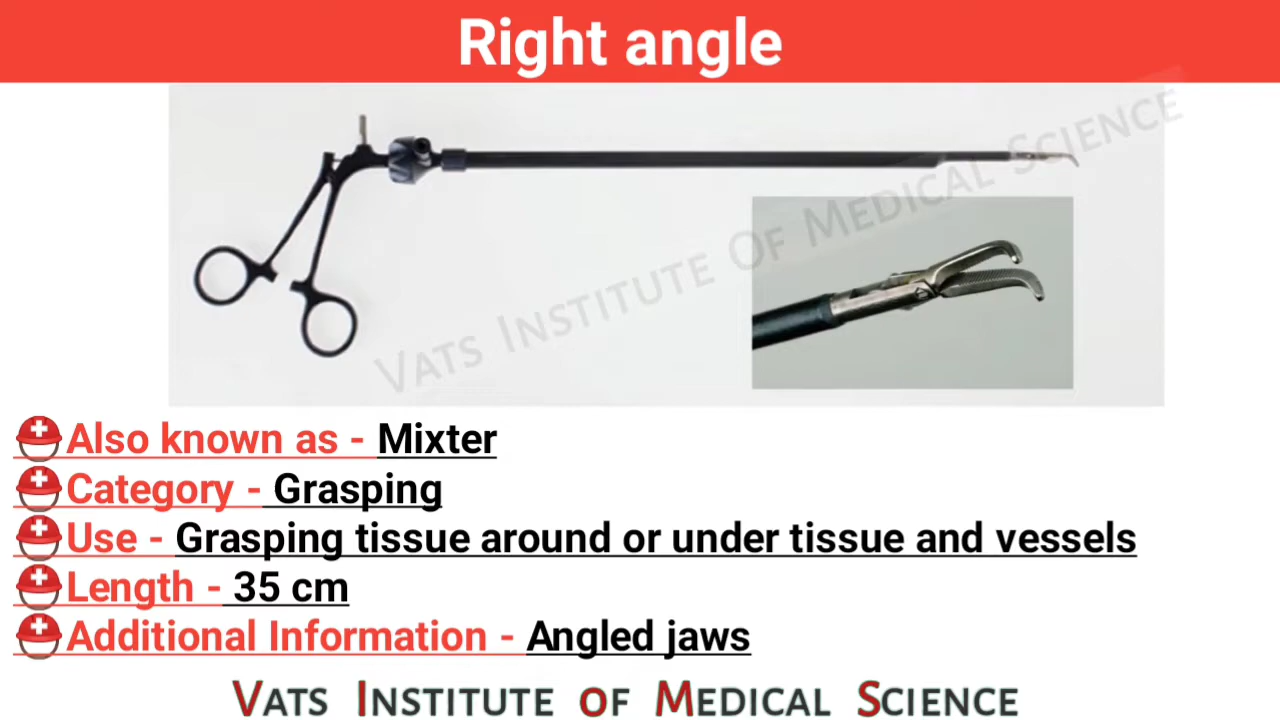 Right angle
Vats Institute Of Medical Science
Also known as - Mixter
Category - Grasping
Use - Grasping tissue around or under tissue and vessels
Length - 35 cm
Additional Information - Angled jaws
Vats Institute of Medical Science